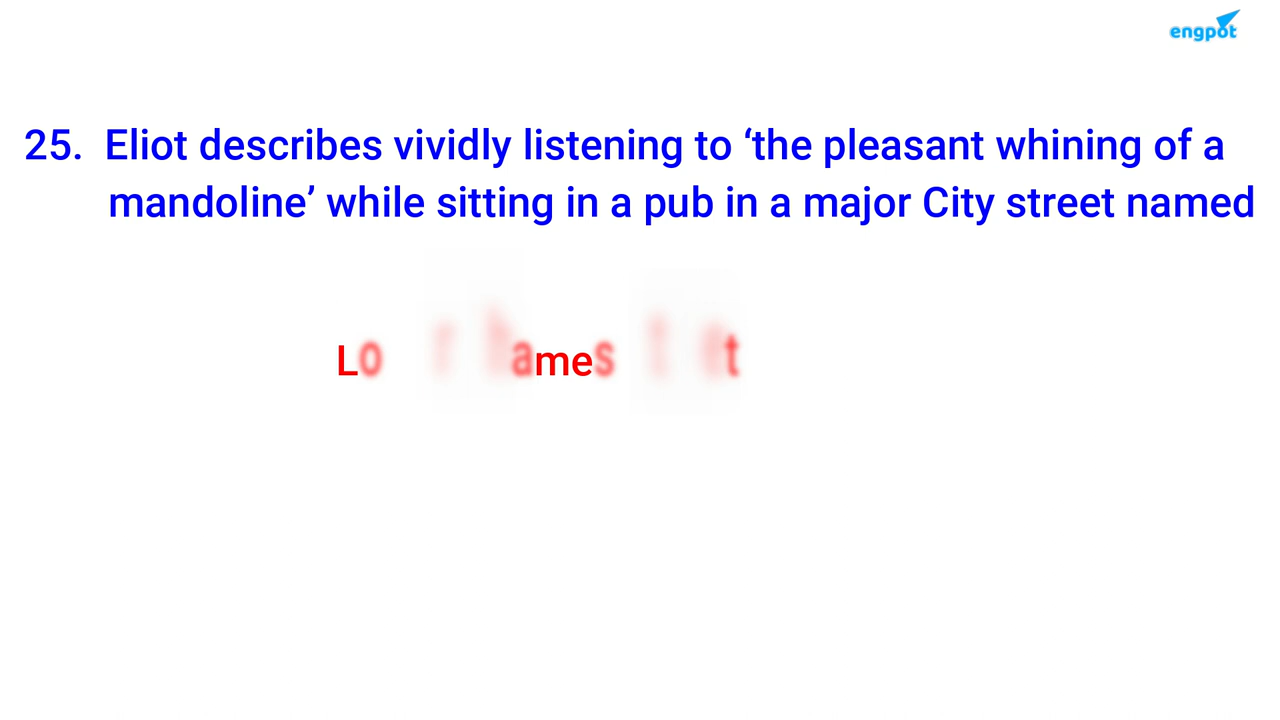 engpot
25. Eliot describes vividly listening to ‘the pleasant whining of a
mandoline’ while sitting in a pub in a major City street named